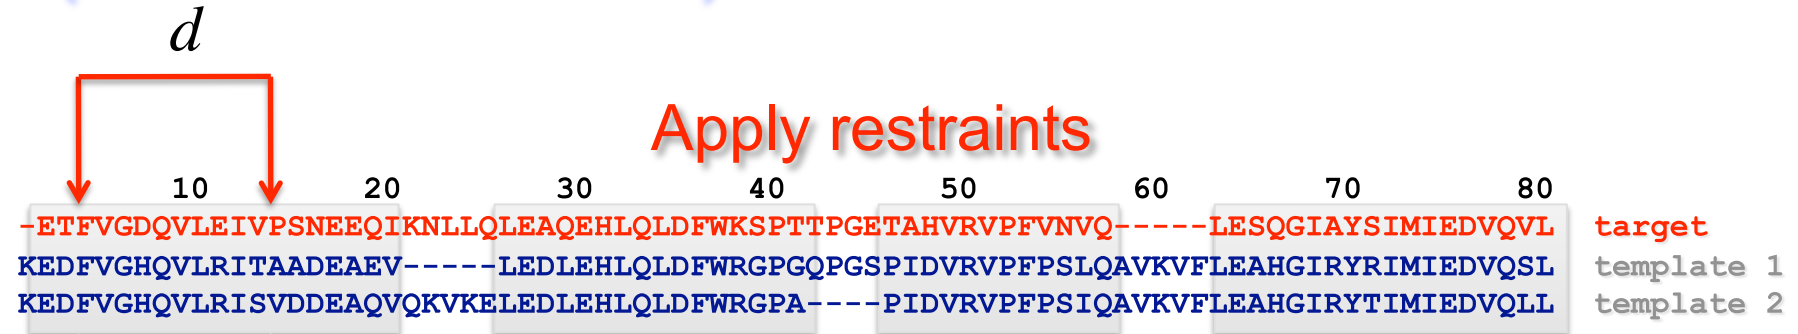 d
Apply restraints
10 20 30 40 50 60 70 80
-ETFVGDQVLEIVPSNEEQIKNLLQLEAQEHLQLDFWKSPTTPGETAHVRVPFVNVQ-----LESQGIAYSIMIEDVQVL target
KEDFVGHQVLRITAADEAEV-----LEDLEHLQLDFWRGPGQPGSPIDVRVPFPSLQAVKVFLEAHGIRYRIMIEDVQSL template 1
KEDFVGHQVLRISVDDEAQVQKVKELEDLEHLQLDFWRGPA----PIDVRVPFPSIQAVKVFLEAHGIRYTIMIEDVQLL template 2